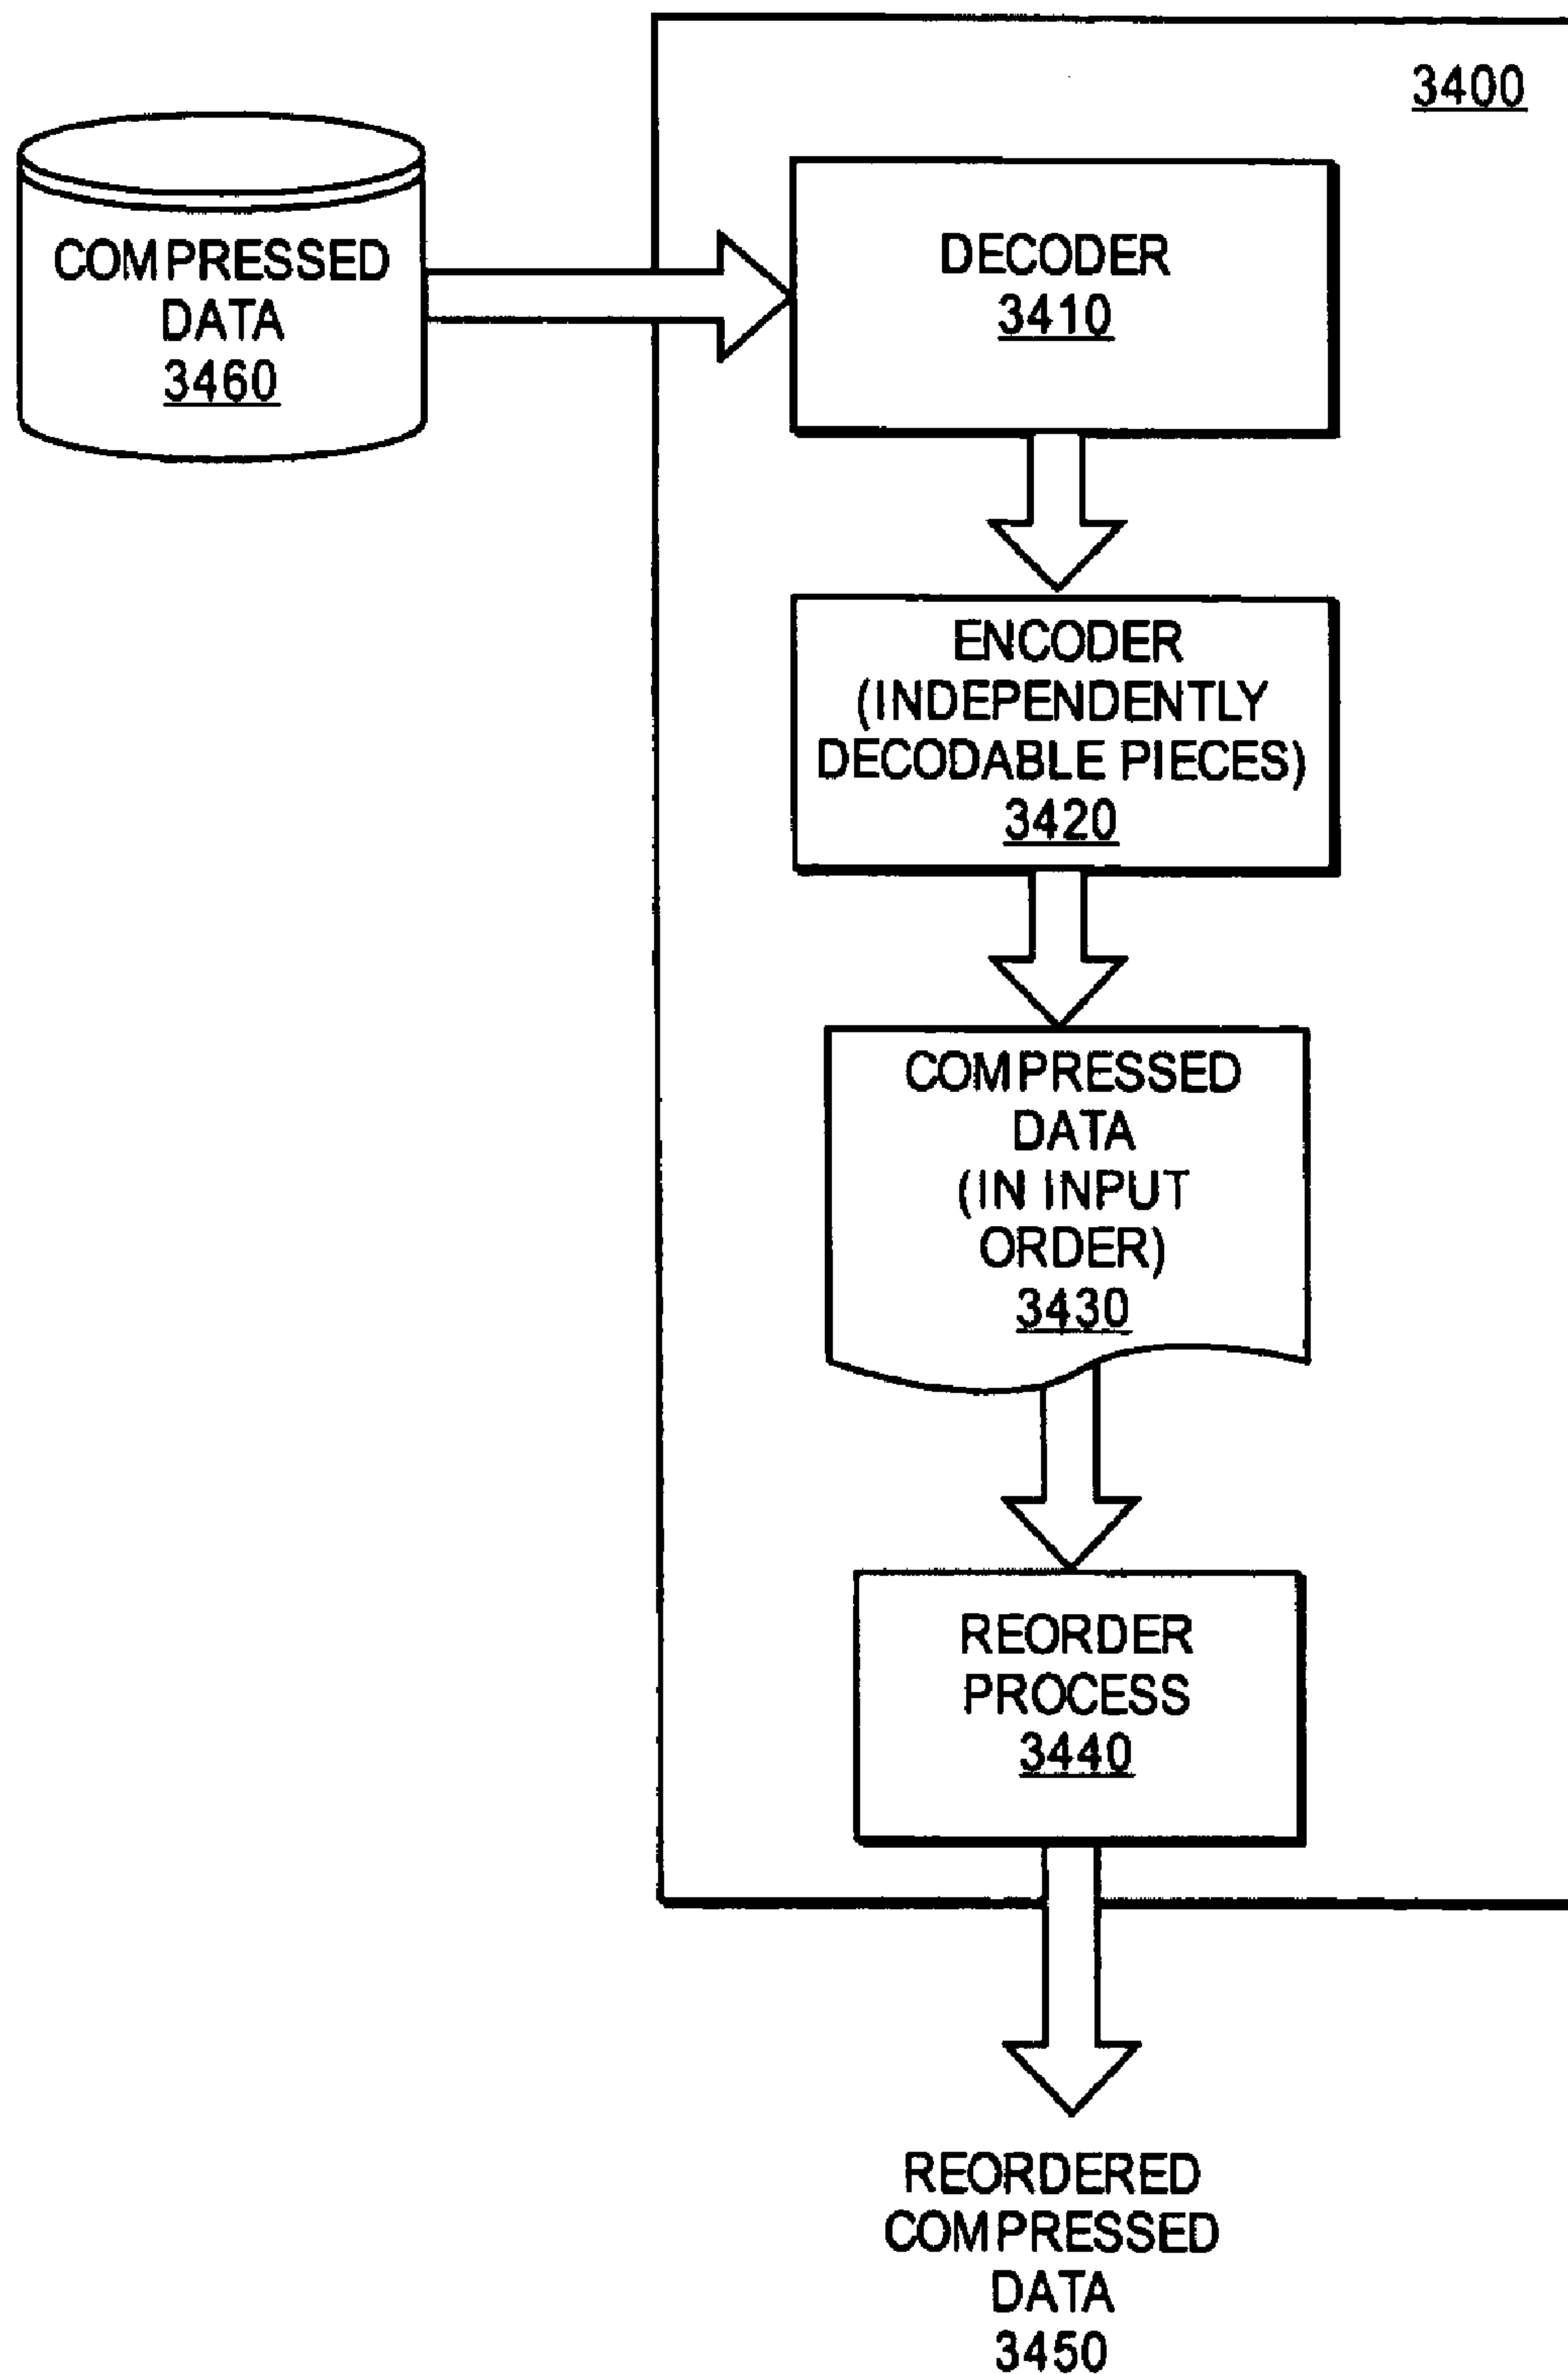 3400
COMPRESSED
DATA
3460
DECODER
3410
ENCODER
(INDEPENDENTLY
DECODABLE PIECES)
3420
COMPRESSED
DATA
(IN INPUT
ORDER)
3430
REORDER
PROCESS
3440
REORDERED
COMPRESSED
DATA
3450